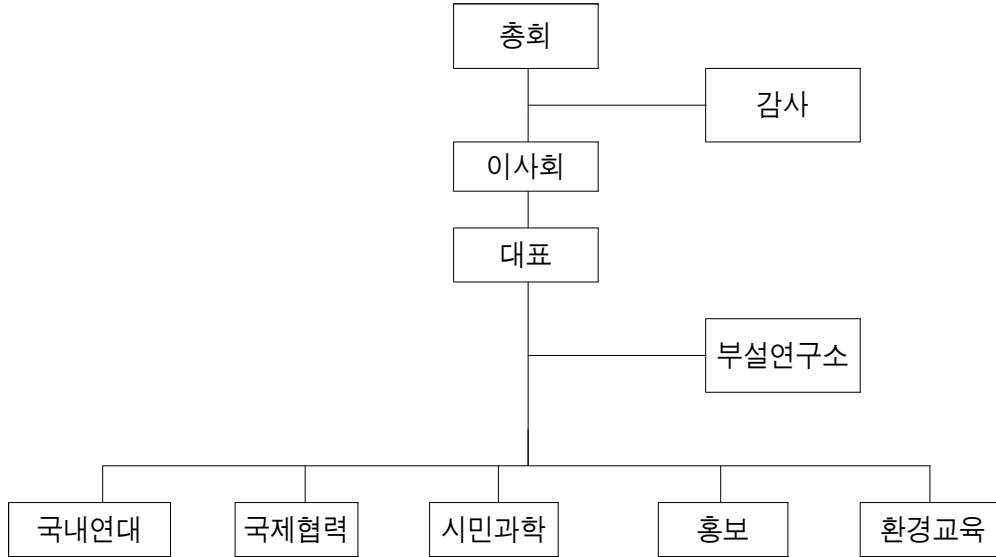 총회
감사
이사회
대표
부설연구소
국내연대
국제협력
시민과학
홍보
환경교육